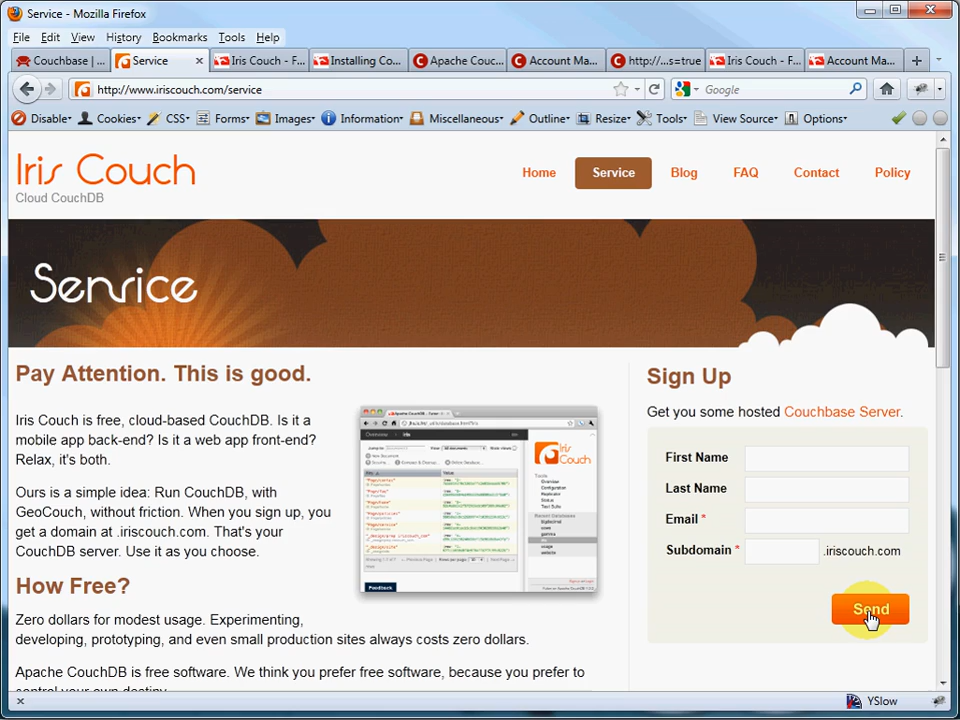 Service - Mozilla Firefox
File Edit View History Bookmarks Tools Help
Couchbase | ... Service Iris Couch - F... Installing Co... Apache Couc... Account Ma... http:/...s=true Iris Couch - F... Account Ma...
http://www.iriscouch.com/service Google
Disable Cookies CSS Forms Images Information Miscellaneous Outline Resize Tools View Source Options
Iris Couch
Cloud CouchDB
Home Service Blog FAQ Contact Policy
Service
Pay Attention. This is good.
Iris Couch is free, cloud-based CouchDB. Is it a
mobile app back-end? Is it a web app front-end?
Relax, it's both.
Ours is a simple idea: Run CouchDB, with
GeoCouch, without friction. When you sign up, you
get a domain at .iriscouch.com. That's your
CouchDB server. Use it as you choose.
Iris
Couch
Feedback
How Free?
Zero dollars for modest usage. Experimenting,
developing, prototyping, and even small production sites always costs zero dollars.
Apache CouchDB is free software. We think you prefer free software, because you prefer to
control your own destiny.
Sign Up
Get you some hosted Couchbase Server.
First Name
Last Name
Email *
Subdomain * .iriscouch.com
Send
YSlow